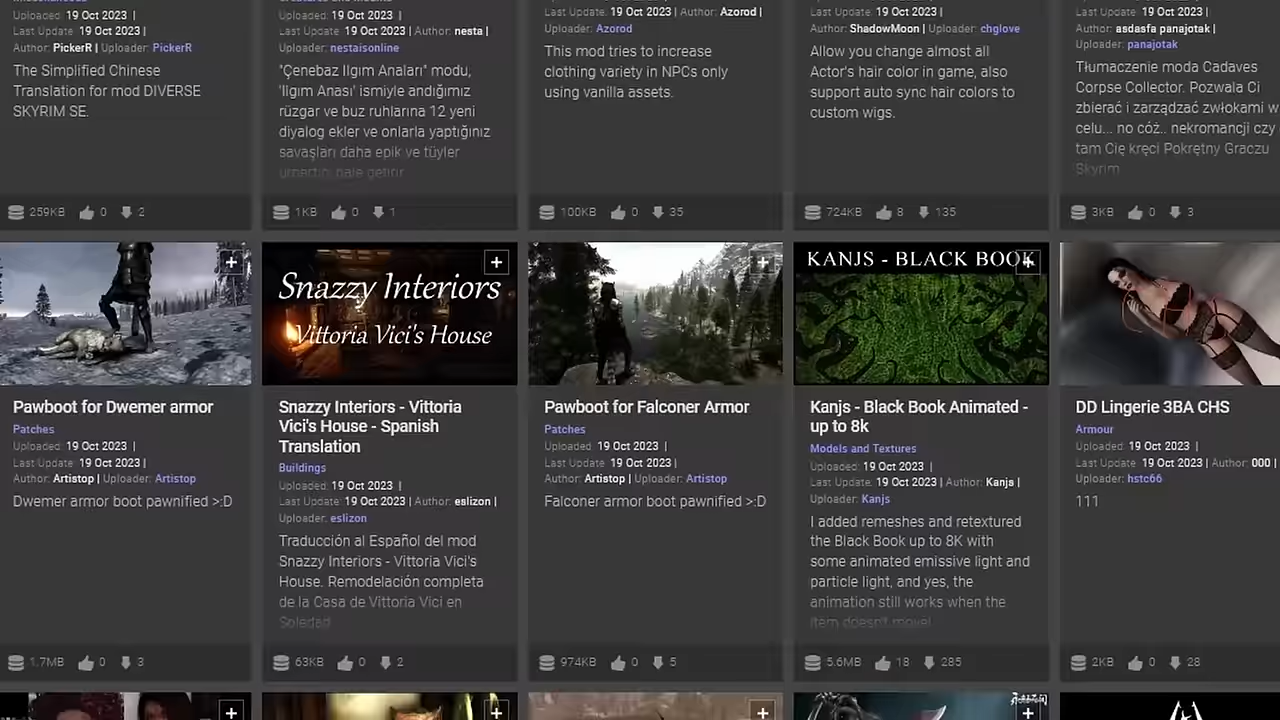 Uploaded: 19 Oct 2023 |
Last Update: 19 Oct 2023 |
Author: PickerR | Uploader: PickerR
The Simplified Chinese
Translation for mod DIVERSE
SKYRIM SE.
259KB 0 2
Uploaded: 19 Oct 2023 |
Last Update: 19 Oct 2023 | Author: nesta |
Uploader: nestaisonline
"Çenebaz Ilgım Anaları" modu,
'Ilgım Anası' ismiyle andığımız
rüzgar ve buz ruhlarına 12 yeni
diyalog ekler ve onlarla yaptığınız
savaşları daha epik ve tüyler
ürpertici hale getirir
1KB 0 1
Last Update: 19 Oct 2023 | Author: Azorod |
Uploader: Azorod
This mod tries to increase
clothing variety in NPCs only
using vanilla assets.
100KB 0 35
Last Update: 19 Oct 2023 |
Author: ShadowMoon | Uploader: chglove
Allow you change almost all
Actor's hair color in game, also
support auto sync hair colors to
custom wigs.
724KB 8 135
Last Update: 19 Oct 2023 |
Author: asdasfa panajotak |
Uploader: panajotak
Tłumaczenie moda Cadaves
Corpse Collector. Pozwala Ci
zbierać i zarządzać zwłokami w
celu... no cóż.. nekromancji czy
tam Cię kręci Pokrętny Graczu
Skyrim
3KB 0 3
Pawboot for Dwemer armor
Patches
Uploaded: 19 Oct 2023 |
Last Update: 19 Oct 2023 |
Author: Artistop | Uploader: Artistop
Dwemer armor boot pawnified >:D
1.7MB 0 3
Snazzy Interiors
Vittoria Vici's House
Snazzy Interiors - Vittoria
Vici's House - Spanish
Translation
Buildings
Uploaded: 19 Oct 2023 |
Last Update: 19 Oct 2023 | Author: eslizon |
Uploader: eslizon
Traducción al Español del mod
Snazzy Interiors - Vittoria Vici's
House. Remodelación completa
de la Casa de Vittoria Vici en
Soledad
63KB 0 2
Pawboot for Falconer Armor
Patches
Uploaded: 19 Oct 2023 |
Last Update: 19 Oct 2023 |
Author: Artistop | Uploader: Artistop
Falconer armor boot pawnified >:D
974KB 0 5
KANJS - BLACK BOOK
Kanjs - Black Book Animated -
up to 8k
Models and Textures
Uploaded: 19 Oct 2023 |
Last Update: 19 Oct 2023 | Author: Kanjs |
Uploader: Kanjs
I added remeshes and retextured
the Black Book up to 8K with
some animated emissive light and
particle light, and yes, the
animation still works when the
item doesn't move!
5.6MB 18 285
DD Lingerie 3BA CHS
Armour
Uploaded: 19 Oct 2023 |
Last Update: 19 Oct 2023 | Author: 000 |
Uploader: hstc66
111
2KB 0 28